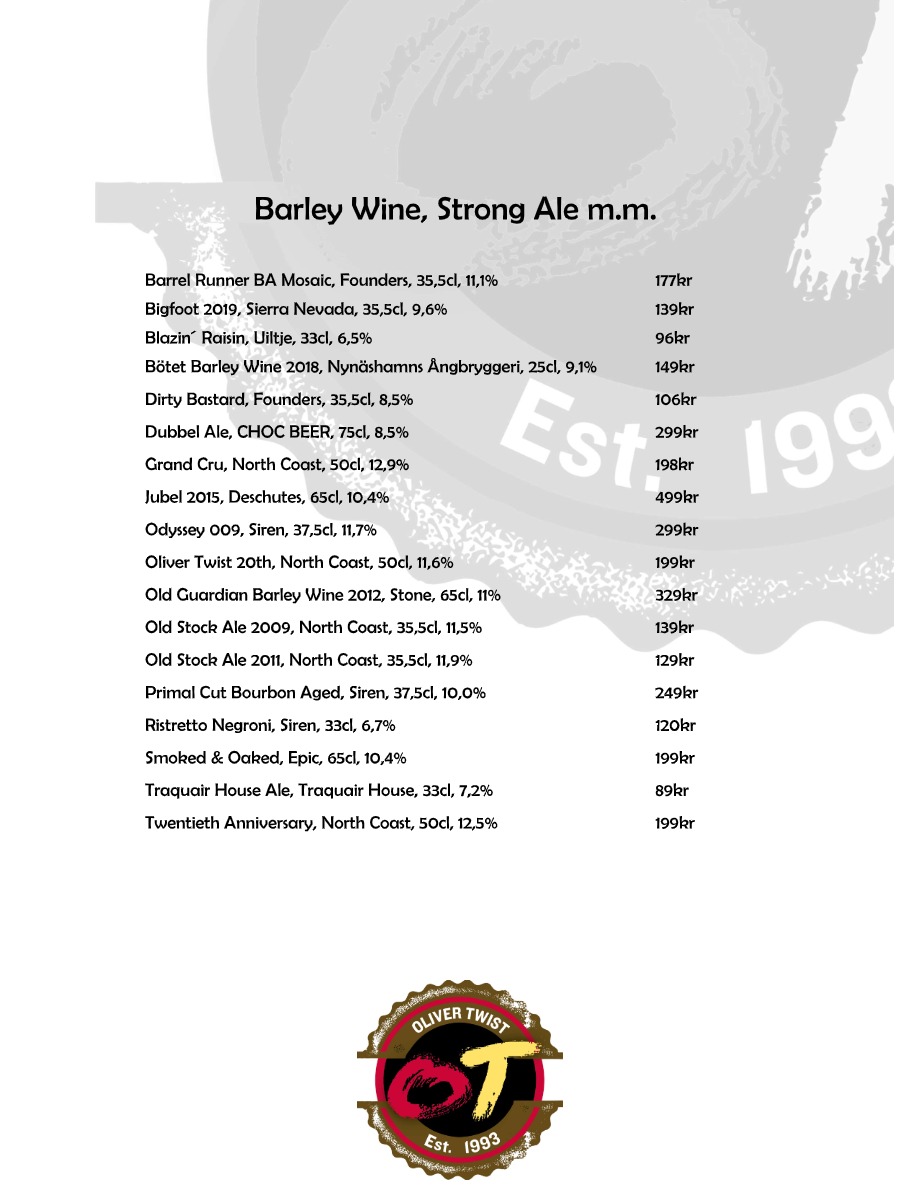 Barley Wine, Strong Ale m.m.
Barrel Runner BA Mosaic, Founders, 35,5cl, 11,1% 177kr
Bigfoot 2019, Sierra Nevada, 35,5cl, 9,6% 139kr
Blazin´ Raisin, Uiltje, 33cl, 6,5% 96kr
Bötet Barley Wine 2018, Nynäshamns Ångbryggeri, 25cl, 9,1% 149kr
Dirty Bastard, Founders, 35,5cl, 8,5% 106kr
Dubbel Ale, CHOC BEER, 75cl, 8,5% 299kr
Grand Cru, North Coast, 50cl, 12,9% 198kr
Jubel 2015, Deschutes, 65cl, 10,4% 499kr
Odyssey 009, Siren, 37,5cl, 11,7% 299kr
Oliver Twist 20th, North Coast, 50cl, 11,6% 199kr
Old Guardian Barley Wine 2012, Stone, 65cl, 11% 329kr
Old Stock Ale 2009, North Coast, 35,5cl, 11,5% 139kr
Old Stock Ale 2011, North Coast, 35,5cl, 11,9% 129kr
Primal Cut Bourbon Aged, Siren, 37,5cl, 10,0% 249kr
Ristretto Negroni, Siren, 33cl, 6,7% 120kr
Smoked & Oaked, Epic, 65cl, 10,4% 199kr
Traquair House Ale, Traquair House, 33cl, 7,2% 89kr
Twentieth Anniversary, North Coast, 50cl, 12,5% 199kr
Est. 199
OLIVER TWIST
OT
Est. 1993